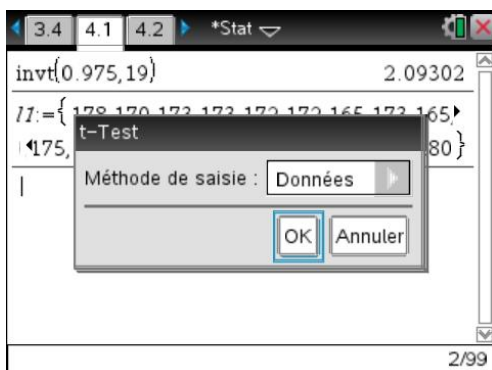 3.4 4.1 4.2 *Stat
invt(0.975,19) 2.09302
l1:={178,170,173,173,172,172,165,173,165,
175, 80}
t-Test
Méthode de saisie : Données
OK Annuler
2/99